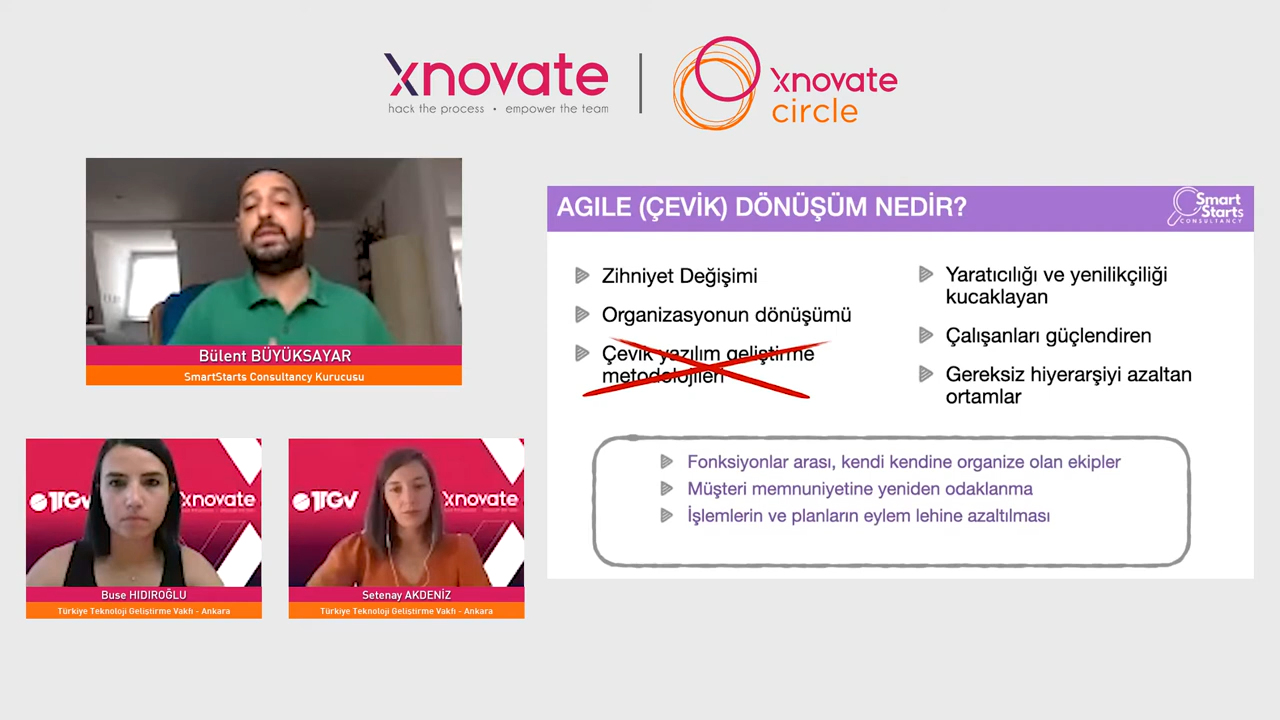 xnovate
hack the process • empower the team
xnovate
circle
Bülent BÜYÜKSAYAR
SmartStarts Consultancy Kurucusu
TTGV
xnovate
Buse HIDIROĞLU
Türkiye Teknoloji Geliştirme Vakfı - Ankara
TTGV
xnovate
Setenay AKDENİZ
Türkiye Teknoloji Geliştirme Vakfı - Ankara
AGILE (ÇEVİK) DÖNÜŞÜM NEDİR?
Smart
Starts
CONSULTANCY
Zihniyet Değişimi
Organizasyonun dönüşümü
Çevik yazılım geliştirme
metodolojileri
Yaratıcılığı ve yenilikçiliği
kucaklayan
Çalışanları güçlendiren
Gereksiz hiyerarşiyi azaltan
ortamlar
Fonksiyonlar arası, kendi kendine organize olan ekipler
Müşteri memnuniyetine yeniden odaklanma
İşlemlerin ve planların eylem lehine azaltılması